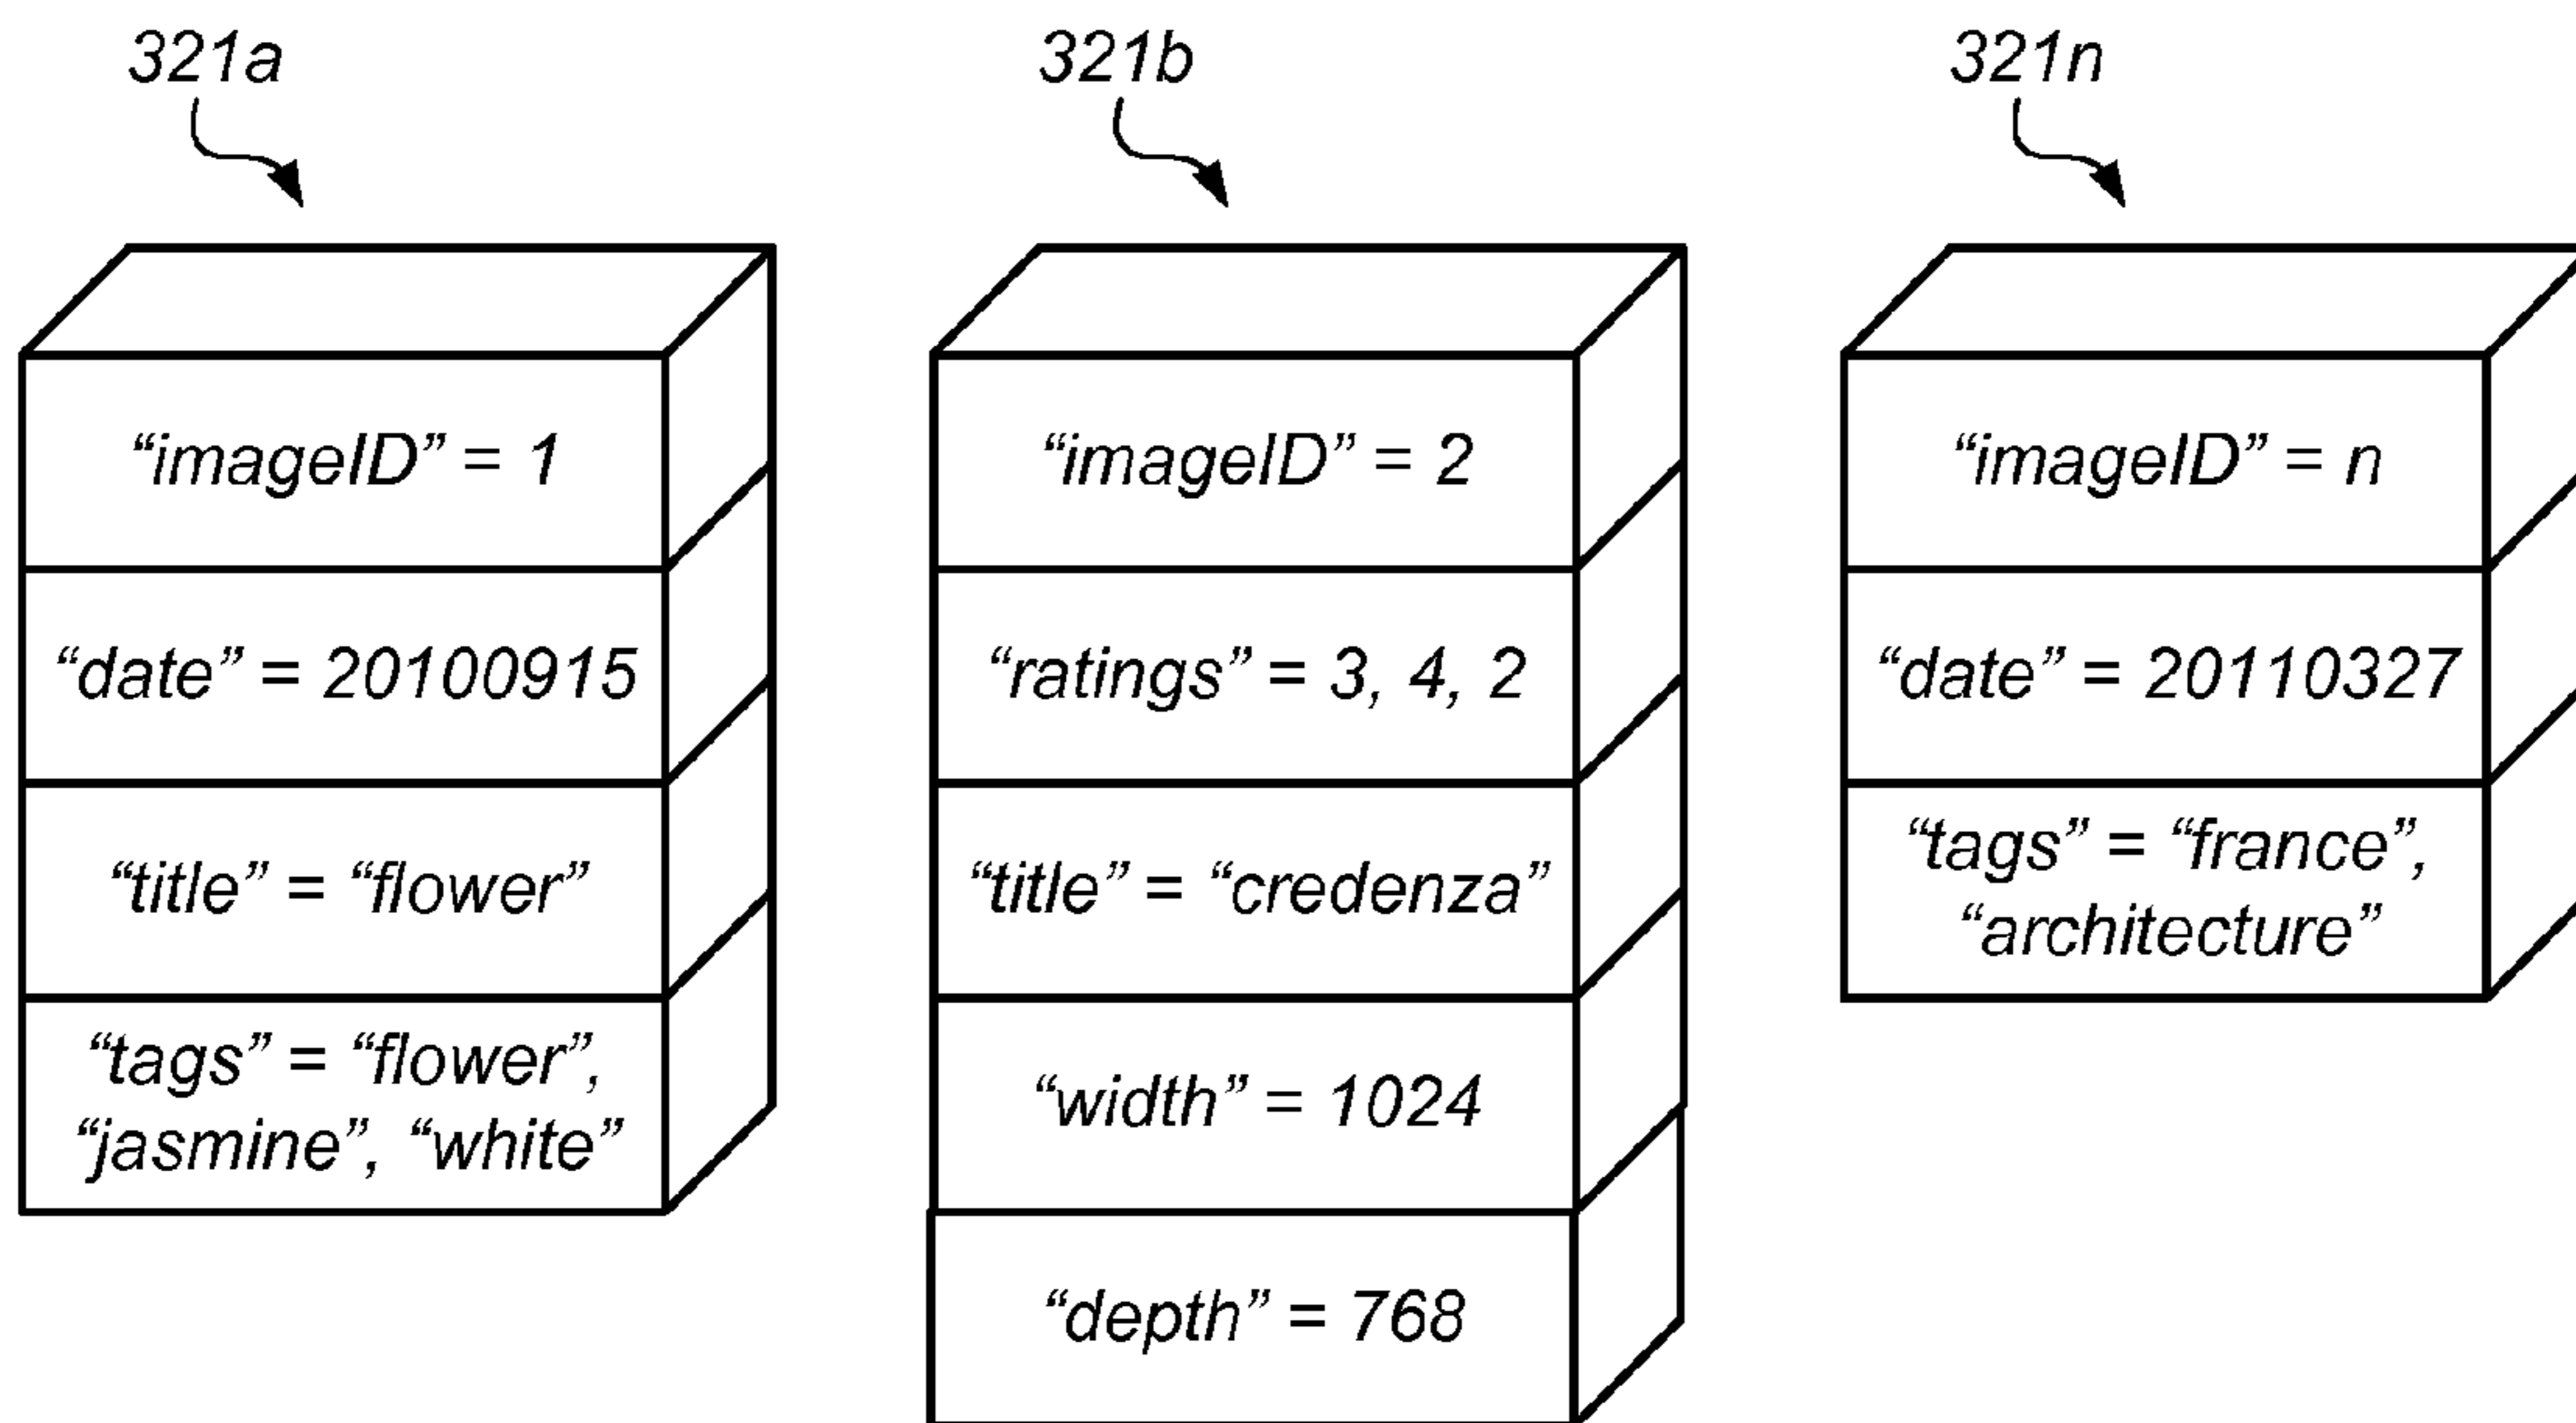 321a
“imageID” = 1
“date” = 20100915
“title” = “flower”
“tags” = “flower”,
“jasmine”, “white”
321b
“imageID” = 2
“ratings” = 3, 4, 2
“title” = “credenza”
“width” = 1024
“depth” = 768
321n
“imageID” = n
“date” = 20110327
“tags” = “france”,
“architecture”